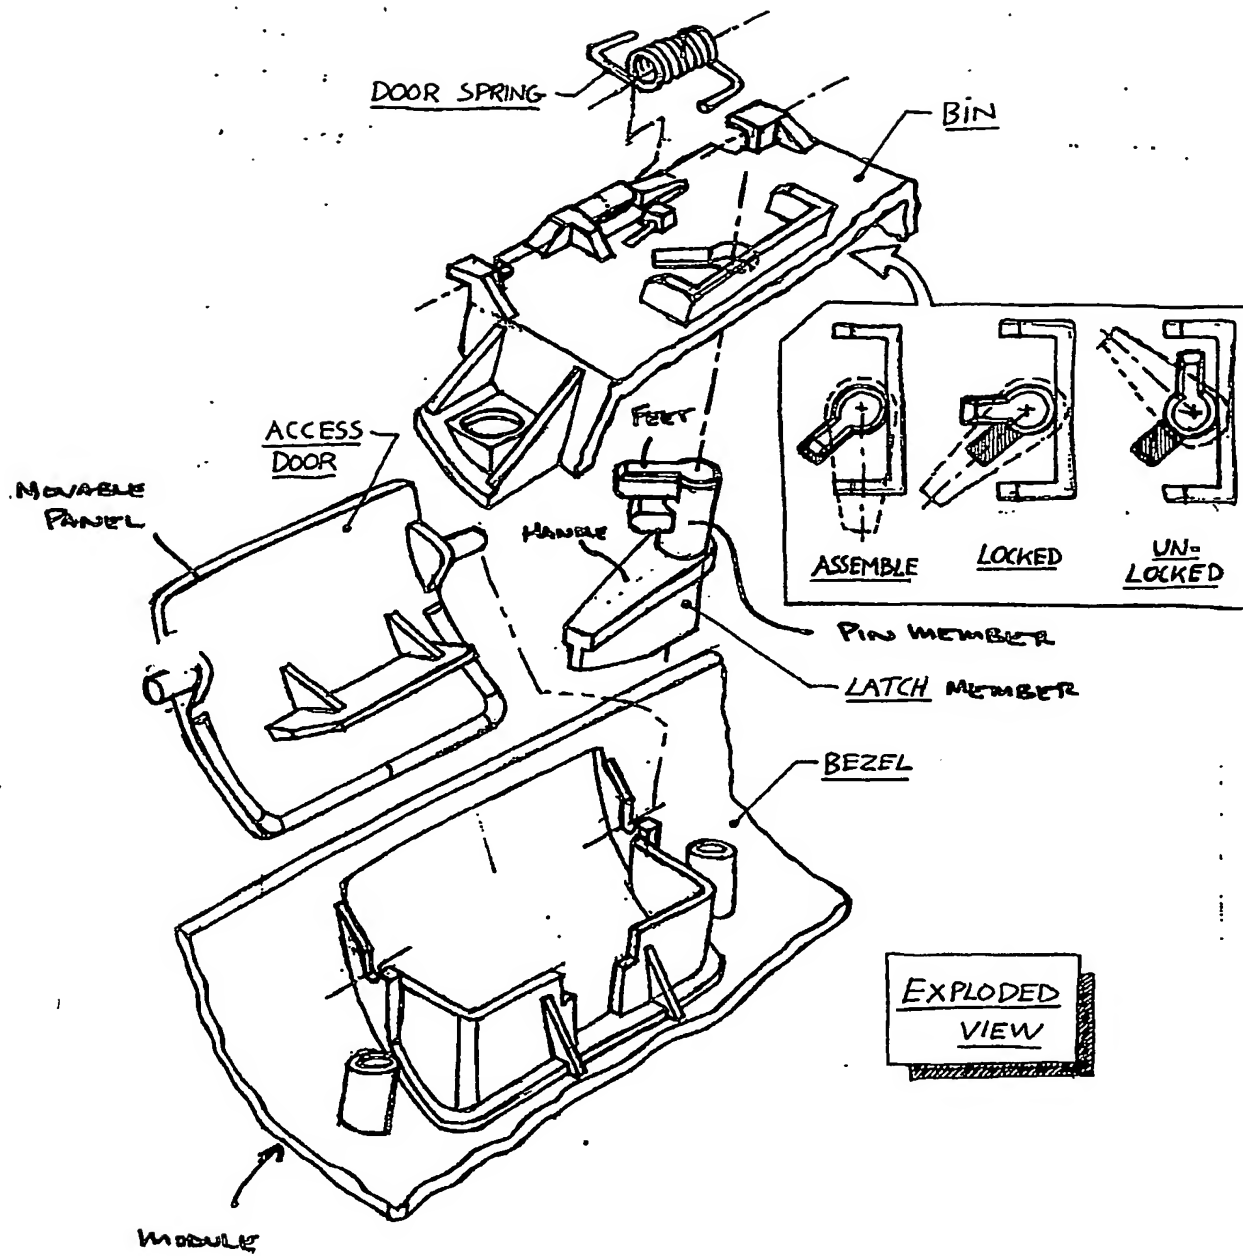 DOOR SPRING
BIN
ACCESS
DOOR
FEET
MOVABLE
PANEL
HANDLE
ASSEMBLE
LOCKED
UN-
LOCKED
PIN MEMBER
LATCH MEMBER
BEZEL
EXPLODED
VIEW
MODULE